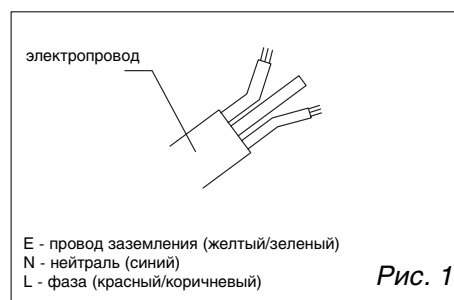 электропровод
E - провод заземления (желтый/зеленый)
N - нейтраль (синий)
L - фаза (красный/коричневый)
Рис. 1